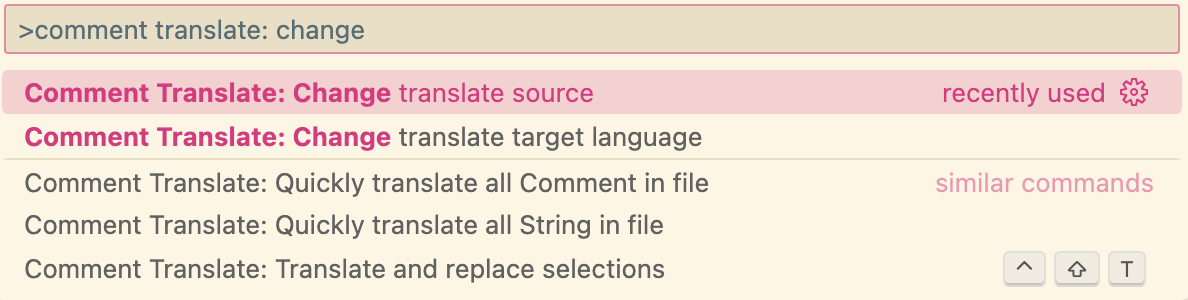 >comment translate: change
Comment Translate: Change translate source recently used
Comment Translate: Change translate target language
Comment Translate: Quickly translate all Comment in file similar commands
Comment Translate: Quickly translate all String in file
Comment Translate: Translate and replace selections ⌃ ⇧ T